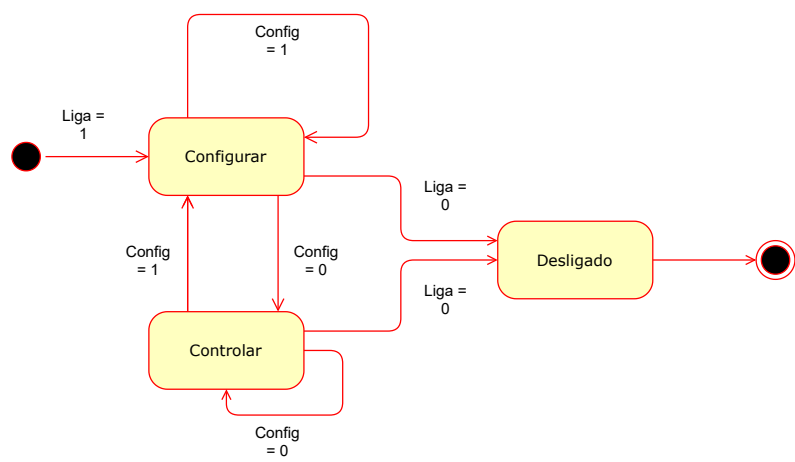 Config
= 1
Liga =
1
Configurar
Liga =
0
Config
= 1
Config
= 0
Desligado
Liga =
0
Controlar
Config
= 0